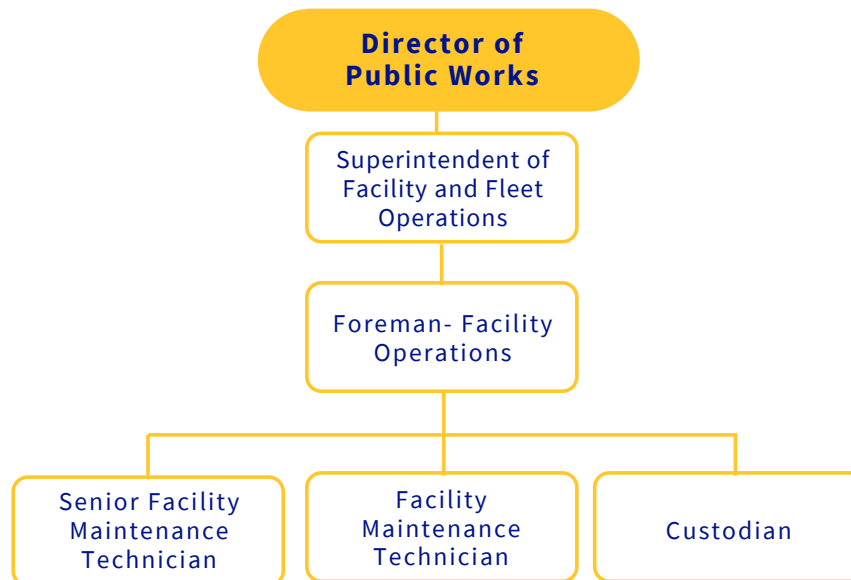 Director of
Public Works
Superintendent of
Facility and Fleet
Operations
Foreman- Facility
Operations
Senior Facility
Maintenance
Technician
Facility
Maintenance
Technician
Custodian